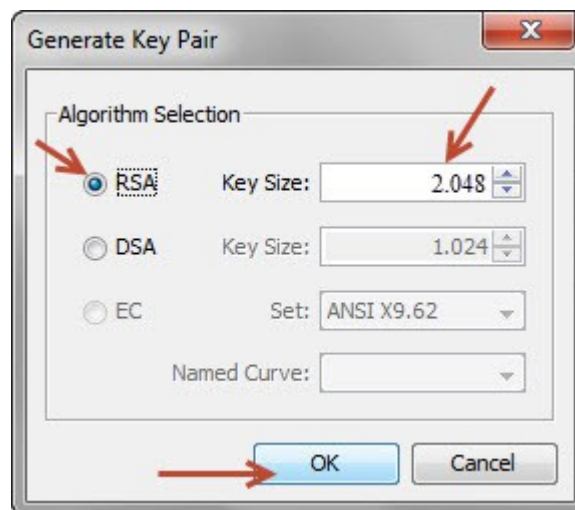 Generate Key Pair
Algorithm Selection
RSA Key Size: 2.048
DSA Key Size: 1.024
EC Set: ANSI X9.62
Named Curve:
OK Cancel